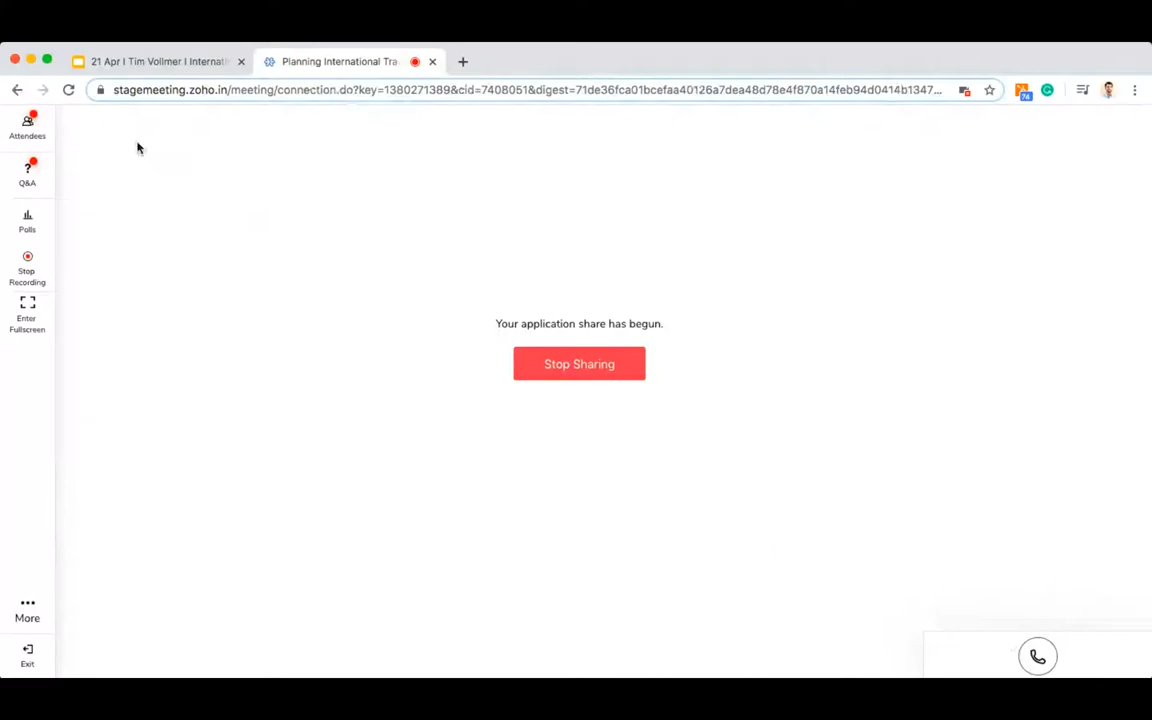 21 Apr I Tim Vollmer I Internat
Planning International Tra
stagemeeting.zoho.in/meeting/connection.do?key=1380271389&cid=7408051&digest=71de36fca01bcefaa40126a7dea48d78e4f870a14feb94d0414b1347...
74
Attendees
?
Q&A
Polls
Stop
Recording
Enter
Fullscreen
Your application share has begun.
Stop Sharing
More
Exit